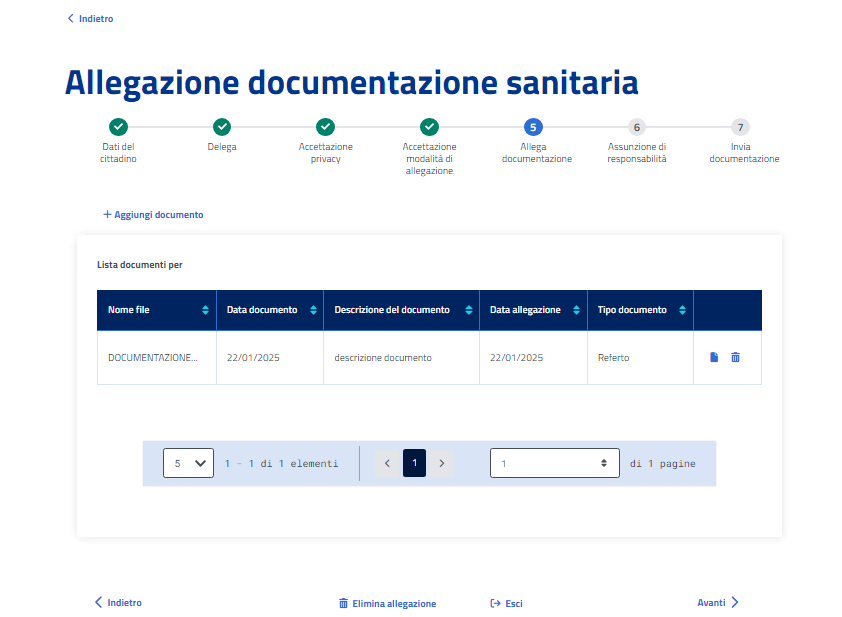 Indietro
Allegazione documentazione sanitaria
5
6
7
Dati del
cittadino
Delega
Accettazione
privacy
Accettazione
modalità di
allegazione
Allega
documentazione
Assunzione di
responsabilità
Invia
documentazione
+ Aggiungi documento
Lista documenti per
Nome file
Data documento
Descrizione del documento
Data allegazione
Tipo documento
DOCUMENTAZIONE...
22/01/2025
descrizione documento
22/01/2025
Referto
5
1 - 1 di 1 elementi
1
1
di 1 pagine
Indietro
Elimina allegazione
Esci
Avanti